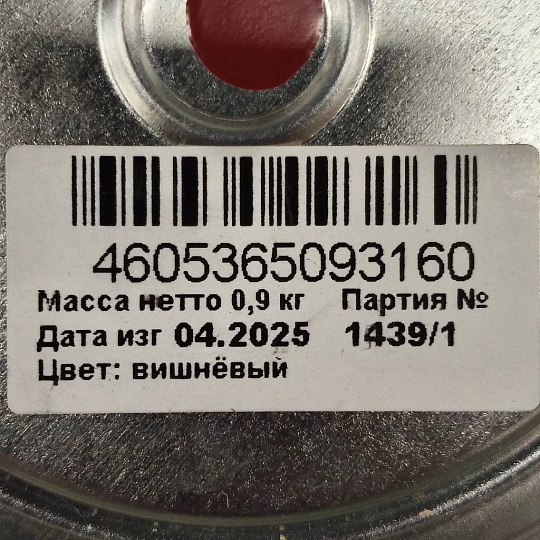 4605365093160
Масса нетто 0,9 кг Партия №
Дата изг 04.2025 1439/1
Цвет: вишнёвый